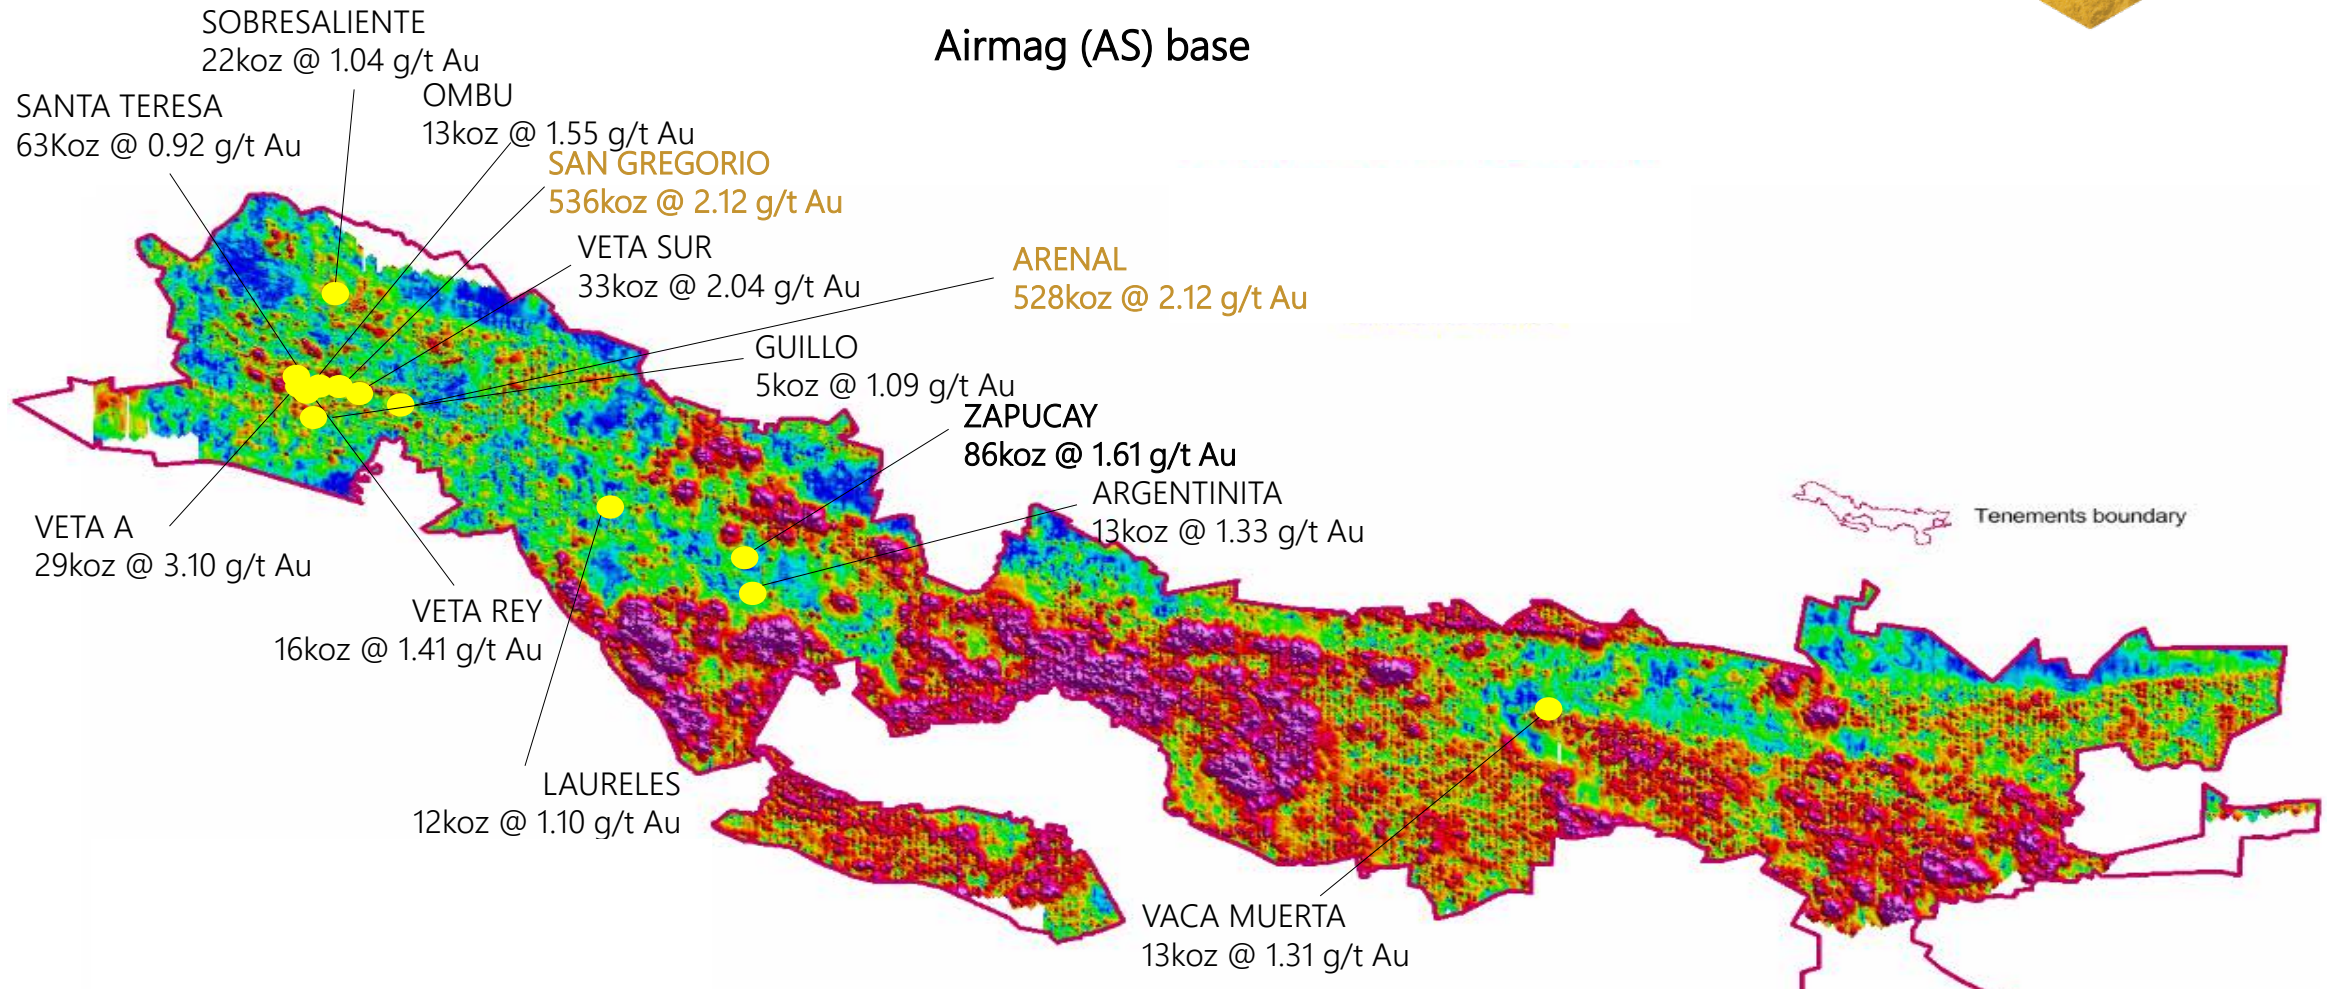 Airmag (AS) base
SOBRESALIENTE
22koz @ 1.04 g/t Au
SANTA TERESA
63Koz @ 0.92 g/t Au
OMBU
13koz @ 1.55 g/t Au
SAN GREGORIO
536koz @ 2.12 g/t Au
VETA SUR
33koz @ 2.04 g/t Au
ARENAL
528koz @ 2.12 g/t Au
GUILLO
5koz @ 1.09 g/t Au
ZAPUCAY
86koz @ 1.61 g/t Au
ARGENTINITA
13koz @ 1.33 g/t Au
Tenements boundary
VETA A
29koz @ 3.10 g/t Au
VETA REY
16koz @ 1.41 g/t Au
LAURELES
12koz @ 1.10 g/t Au
VACA MUERTA
13koz @ 1.31 g/t Au